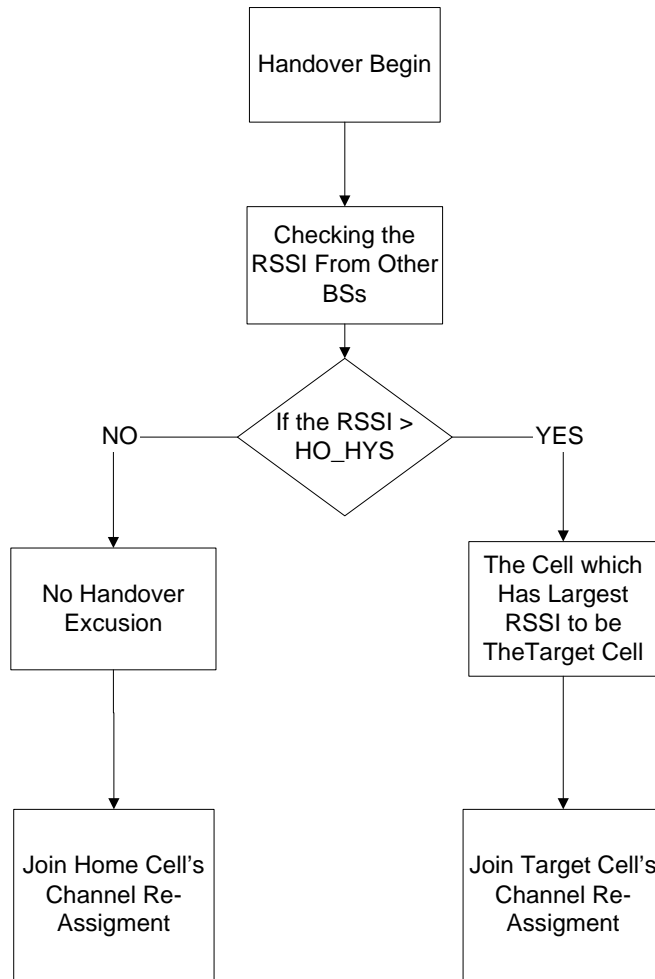 Handover Begin
Checking the
RSSI From Other
BSs
If the RSSI >
HO_HYS
NO
YES
No Handover
Excusion
The Cell which
Has Largest
RSSI to be
TheTarget Cell
Join Home Cell's
Channel Re-
Assigment
Join Target Cell's
Channel Re-
Assignment